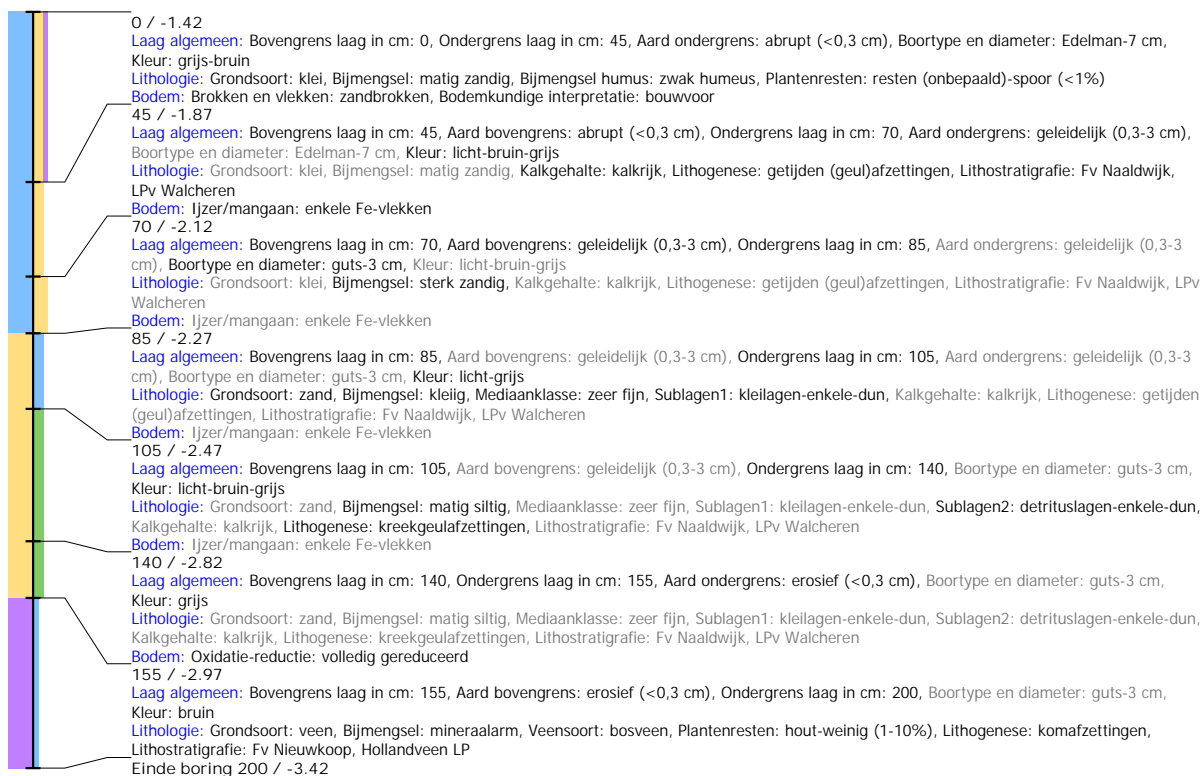 0 / -1.42
Laag algemeen: Bovengrens laag in cm: 0, Ondergrens laag in cm: 45, Aard ondergrens: abrupt (<0,3 cm), Boortype en diameter: Edelman-7 cm,
Kleur: grijs-bruin
Lithologie: Grondsoort: klei, Bijmengsel: matig zandig, Bijmengsel humus: zwak humeus, Plantenresten: resten (onbepaald)-spoor (<1%)
Bodem: Brokken en vlekken: zandbrokken, Bodemkundige interpretatie: bouwvoor
45 / -1.87
Laag algemeen: Bovengrens laag in cm: 45, Aard bovengrens: abrupt (<0,3 cm), Ondergrens laag in cm: 70, Aard ondergrens: geleidelijk (0,3-3 cm),
Boortype en diameter: Edelman-7 cm, Kleur: licht-bruin-grijs
Lithologie: Grondsoort: klei, Bijmengsel: matig zandig, Kalkgehalte: kalkrijk, Lithogenese: getijden (geul)afzettingen, Lithostratigrafie: Fv Naaldwijk,
LPv Walcheren
Bodem: Ijzer/mangaan: enkele Fe-vlekken
70 / -2.12
Laag algemeen: Bovengrens laag in cm: 70, Aard bovengrens: geleidelijk (0,3-3 cm), Ondergrens laag in cm: 85, Aard ondergrens: geleidelijk (0,3-3
cm), Boortype en diameter: guts-3 cm, Kleur: licht-bruin-grijs
Lithologie: Grondsoort: klei, Bijmengsel: sterk zandig, Kalkgehalte: kalkrijk, Lithogenese: getijden (geul)afzettingen, Lithostratigrafie: Fv Naaldwijk, LPv
Walcheren
Bodem: Ijzer/mangaan: enkele Fe-vlekken
85 / -2.27
Laag algemeen: Bovengrens laag in cm: 85, Aard bovengrens: geleidelijk (0,3-3 cm), Ondergrens laag in cm: 105, Aard ondergrens: geleidelijk (0,3-3
cm), Boortype en diameter: guts-3 cm, Kleur: licht-grijs
Lithologie: Grondsoort: zand, Bijmengsel: kleiig, Mediaanklasse: zeer fijn, Sublagen1: kleilagen-enkele-dun, Kalkgehalte: kalkrijk, Lithogenese: getijden
(geul)afzettingen, Lithostratigrafie: Fv Naaldwijk, LPv Walcheren
Bodem: Ijzer/mangaan: enkele Fe-vlekken
105 / -2.47
Laag algemeen: Bovengrens laag in cm: 105, Aard bovengrens: geleidelijk (0,3-3 cm), Ondergrens laag in cm: 140, Boortype en diameter: guts-3 cm,
Kleur: licht-bruin-grijs
Lithologie: Grondsoort: zand, Bijmengsel: matig siltig, Mediaanklasse: zeer fijn, Sublagen1: kleilagen-enkele-dun, Sublagen2: detrituslagen-enkele-dun,
Kalkgehalte: kalkrijk, Lithogenese: kreekgeulafzettingen, Lithostratigrafie: Fv Naaldwijk, LPv Walcheren
Bodem: Ijzer/mangaan: enkele Fe-vlekken
140 / -2.82
Laag algemeen: Bovengrens laag in cm: 140, Ondergrens laag in cm: 155, Aard ondergrens: erosief (<0,3 cm), Boortype en diameter: guts-3 cm,
Kleur: grijs
Lithologie: Grondsoort: zand, Bijmengsel: matig siltig, Mediaanklasse: zeer fijn, Sublagen1: kleilagen-enkele-dun, Sublagen2: detrituslagen-enkele-dun,
Kalkgehalte: kalkrijk, Lithogenese: kreekgeulafzettingen, Lithostratigrafie: Fv Naaldwijk, LPv Walcheren
Bodem: Oxidatie-reductie: volledig gereduceerd
155 / -2.97
Laag algemeen: Bovengrens laag in cm: 155, Aard bovengrens: erosief (<0,3 cm), Ondergrens laag in cm: 200, Boortype en diameter: guts-3 cm,
Kleur: bruin
Lithologie: Grondsoort: veen, Bijmengsel: mineraalarm, Veensoort: bosveen, Plantenresten: hout-weinig (1-10%), Lithogenese: komafzettingen,
Lithostratigrafie: Fv Nieuwkoop, Hollandveen LP
Einde boring 200 / -3.42